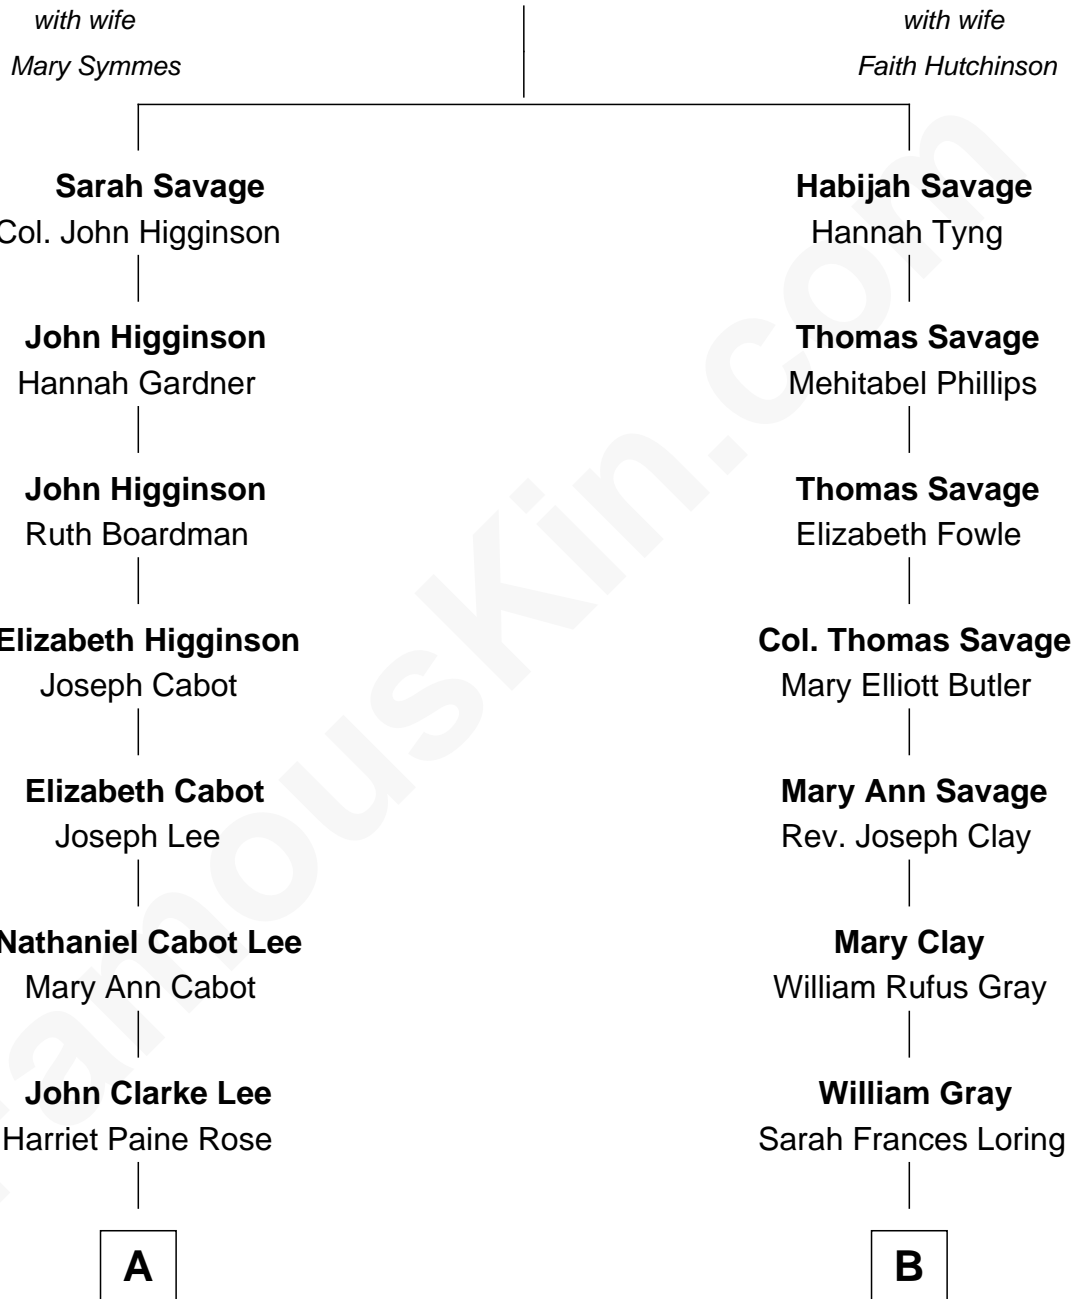 with wife
Mary Symmes
with wife
Faith Hutchinson
Sarah Savage
Col. John Higginson
Habijah Savage
Hannah Tyng
John Higginson
Hannah Gardner
Thomas Savage
Mehitabel Phillips
John Higginson
Ruth Boardman
Thomas Savage
Elizabeth Fowle
Elizabeth Higginson
Joseph Cabot
Col. Thomas Savage
Mary Elliott Butler
Elizabeth Cabot
Joseph Lee
Mary Ann Savage
Rev. Joseph Clay
Nathaniel Cabot Lee
Mary Ann Cabot
Mary Clay
William Rufus Gray
John Clarke Lee
Harriet Paine Rose
William Gray
Sarah Frances Loring
A
B
FamousKin.com